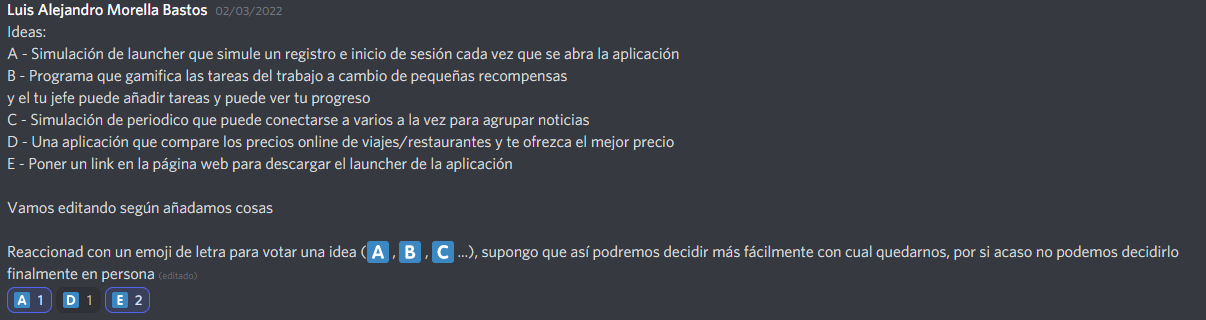 Luis Alejandro Morella Bastos 02/03/2022
Ideas:
A - Simulación de launcher que simule un registro e inicio de sesión cada vez que se abra la aplicación
B - Programa que gamifica las tareas del trabajo a cambio de pequeñas recompensas
y el tu jefe puede añadir tareas y puede ver tu progreso
C - Simulación de periodico que puede conectarse a varios a la vez para agrupar noticias
D - Una aplicación que compare los precios online de viajes/restaurantes y te ofrezca el mejor precio
E - Poner un link en la página web para descargar el launcher de la aplicación
Vamos editando según añadamos cosas
Reaccionad con un emoji de letra para votar una idea (A , B , C ...), supongo que así podremos decidir más fácilmente con cual quedarnos, por si acaso no podemos decidirlo
finalmente en persona (editado)
A 1 D 1 E 2